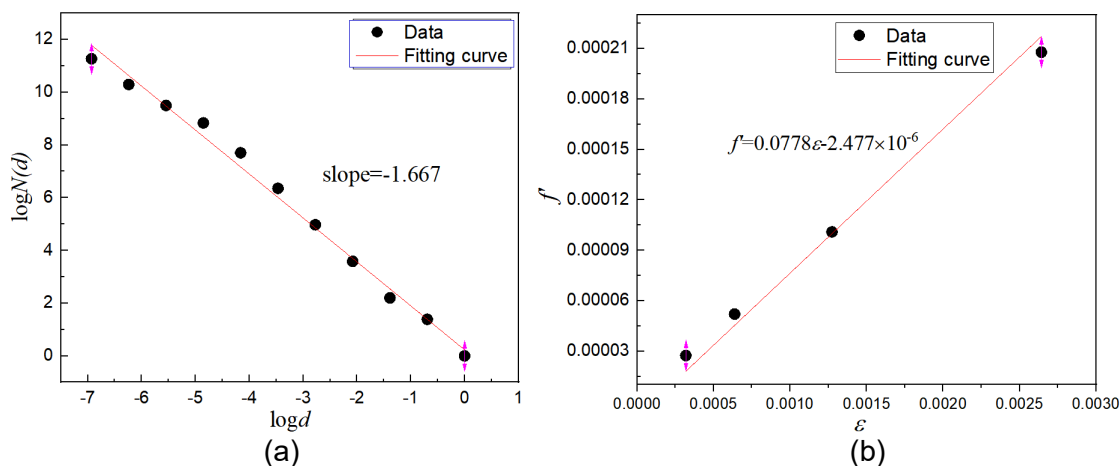 Data
Fitting curve
slope=-1.667
logN(d)
12
10
8
6
4
2
0
-7 -6 -5 -4 -3 -2 -1 0 1
logd
(a)
Data
Fitting curve
f'=0.0778ε-2.477×10⁻⁶
f'
0.00021
0.00018
0.00015
0.00012
0.00009
0.00006
0.00003
0.0000 0.0005 0.0010 0.0015 0.0020 0.0025 0.0030
ε
(b)